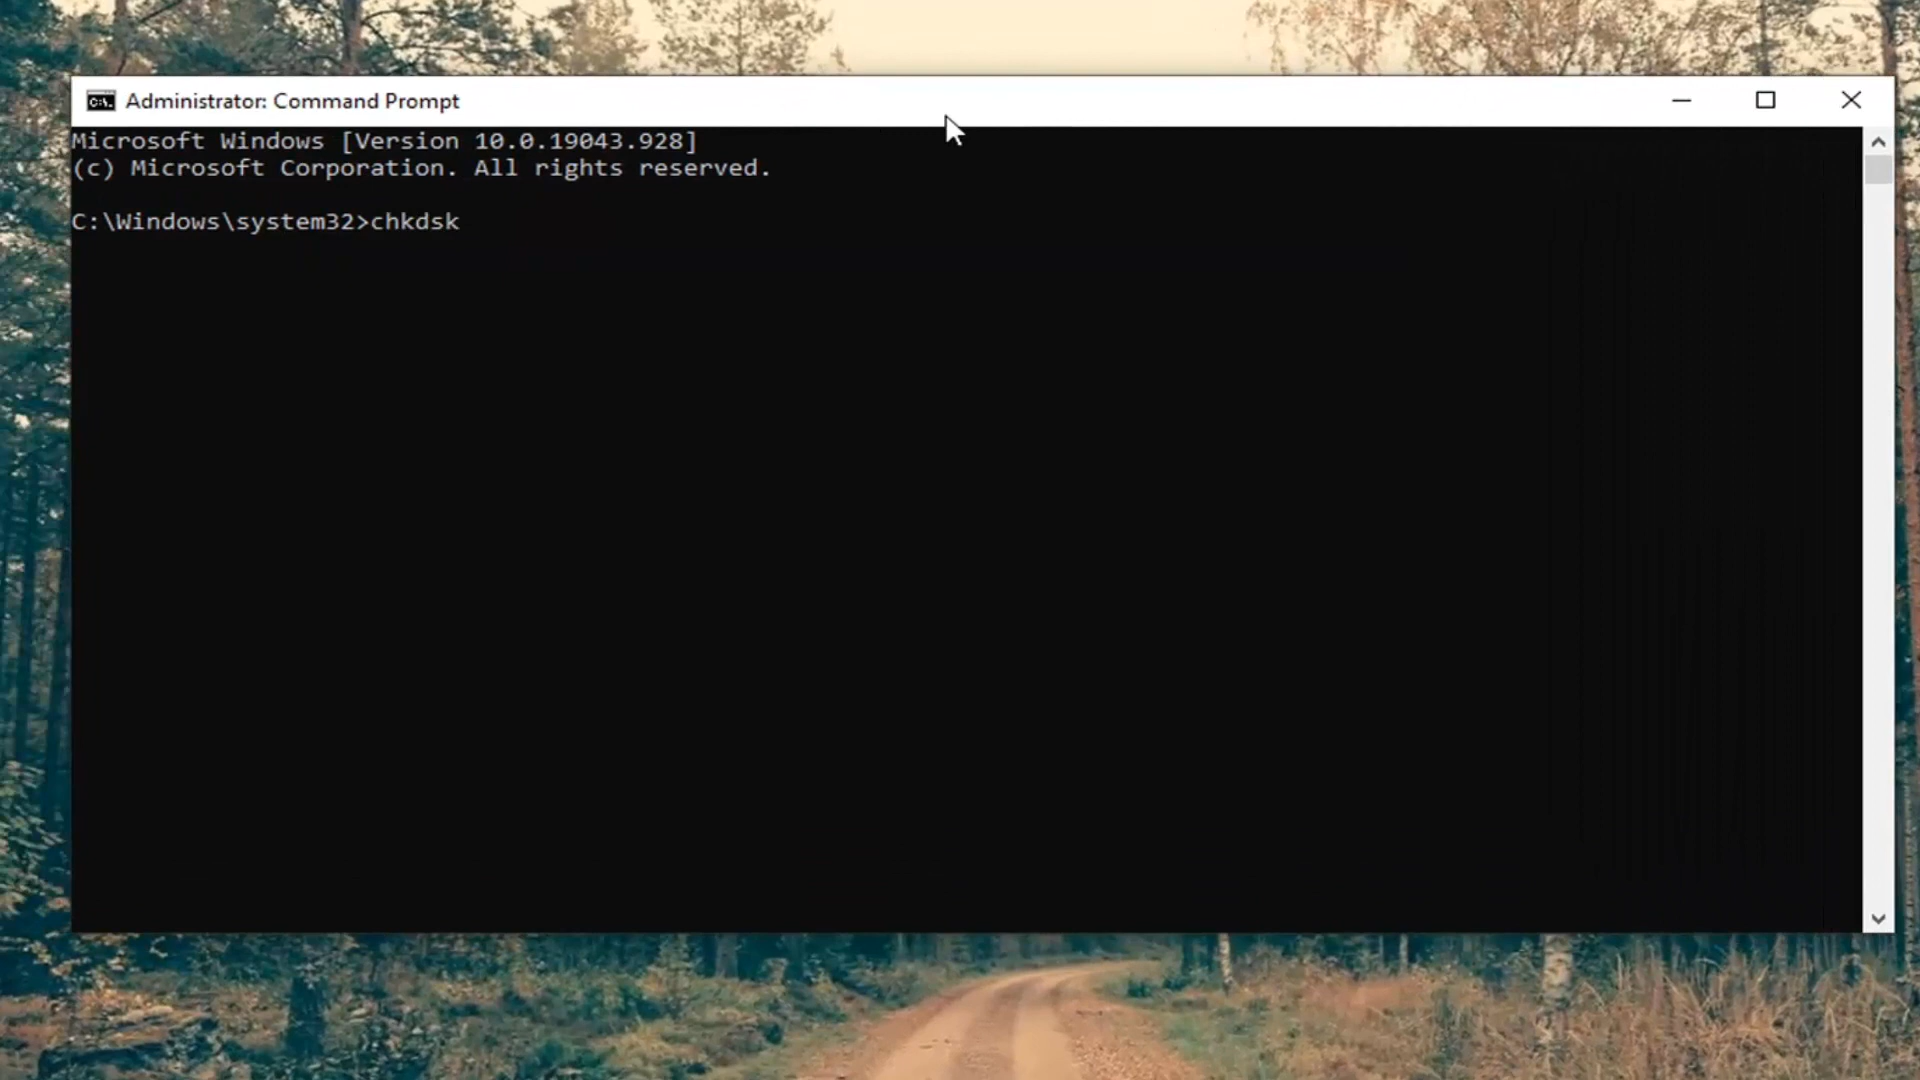 Administrator: Command Prompt
Microsoft Windows [Version 10.0.19043.928]
(c) Microsoft Corporation. All rights reserved.
C:\Windows\system32>chkdsk